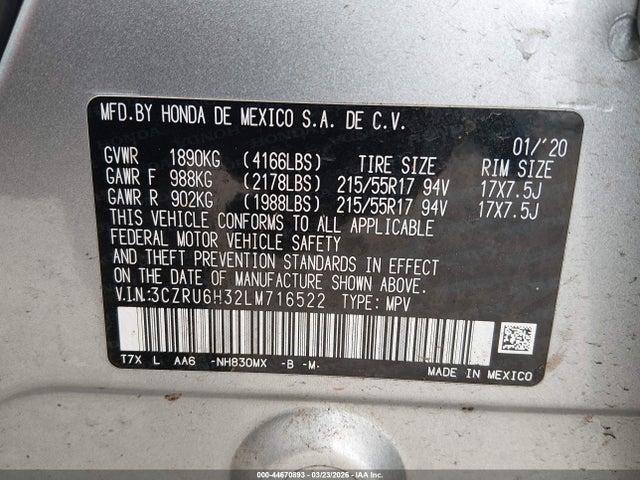 MFD.BY HONDA DE MEXICO S.A. DE C.V.
01/'20
GVWR 1890KG (4166LBS) TIRE SIZE RIM SIZE
GAWR F 988KG (2178LBS) 215/55R17 94V 17X7.5J
GAWR R 902KG (1988LBS) 215/55R17 94V 17X7.5J
THIS VEHICLE CONFORMS TO ALL APPLICABLE
FEDERAL MOTOR VEHICLE SAFETY
AND THEFT PREVENTION STANDARDS IN EFFECT
ON THE DATE OF MANUFACTURE SHOWN ABOVE.
V.I.N.:3CZRU6H32LM716522 TYPE: MPV
T7X L AA6 -NH830MX -B -M-
MADE IN MEXICO
000-44670893 - 03/23/2026 - IAAI.COM